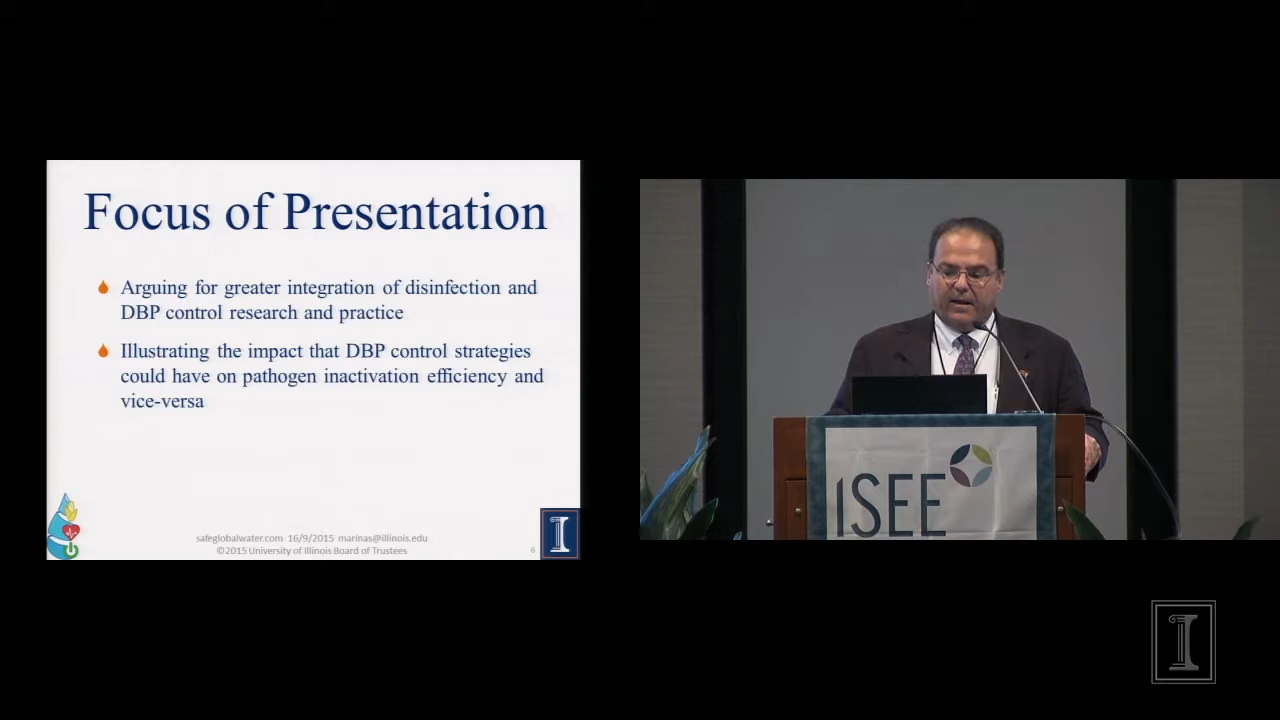 Focus of Presentation
Arguing for greater integration of disinfection and
DBP control research and practice
Illustrating the impact that DBP control strategies
could have on pathogen inactivation efficiency and
vice-versa
safeglobalwater.com 16/9/2015 marinas@illinois.edu
©2015 University of Illinois Board of Trustees
6
I
ISEE
I